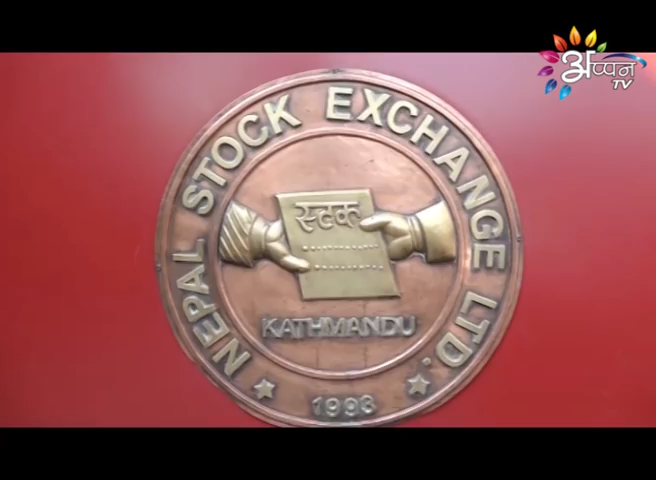 अप्पन
TV
NEPAL STOCK EXCHANGE LTD.
स्टक
KATHMANDU
1993